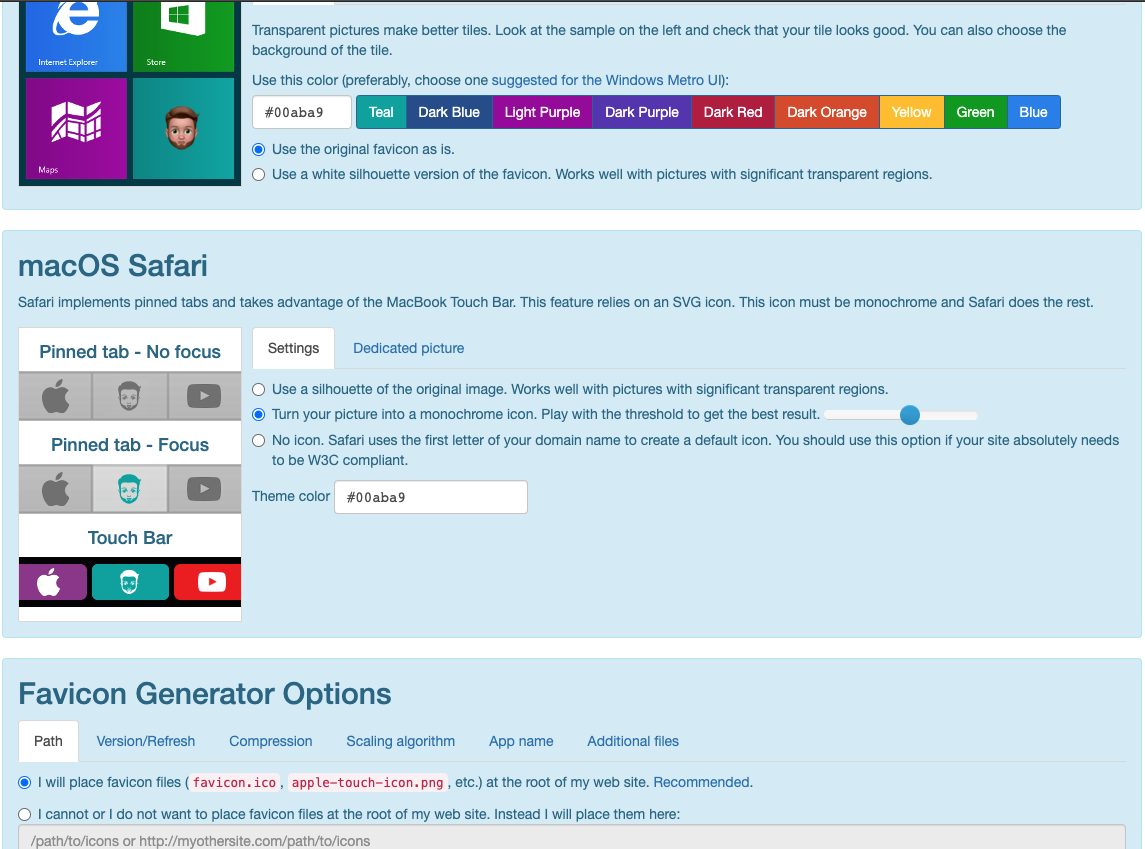 Internet Explorer
Store
Maps
Transparent pictures make better tiles. Look at the sample on the left and check that your tile looks good. You can also choose the
background of the tile.
Use this color (preferably, choose one suggested for the Windows Metro UI):
#00aba9 Teal Dark Blue Light Purple Dark Purple Dark Red Dark Orange Yellow Green Blue
Use the original favicon as is.
Use a white silhouette version of the favicon. Works well with pictures with significant transparent regions.
macOS Safari
Safari implements pinned tabs and takes advantage of the MacBook Touch Bar. This feature relies on an SVG icon. This icon must be monochrome and Safari does the rest.
Pinned tab - No focus
Pinned tab - Focus
Touch Bar
Settings Dedicated picture
Use a silhouette of the original image. Works well with pictures with significant transparent regions.
Turn your picture into a monochrome icon. Play with the threshold to get the best result.
No icon. Safari uses the first letter of your domain name to create a default icon. You should use this option if your site absolutely needs
to be W3C compliant.
Theme color #00aba9
Favicon Generator Options
Path Version/Refresh Compression Scaling algorithm App name Additional files
I will place favicon files (favicon.ico, apple-touch-icon.png, etc.) at the root of my web site. Recommended.
I cannot or I do not want to place favicon files at the root of my web site. Instead I will place them here:
/path/to/icons or http://myothersite.com/path/to/icons